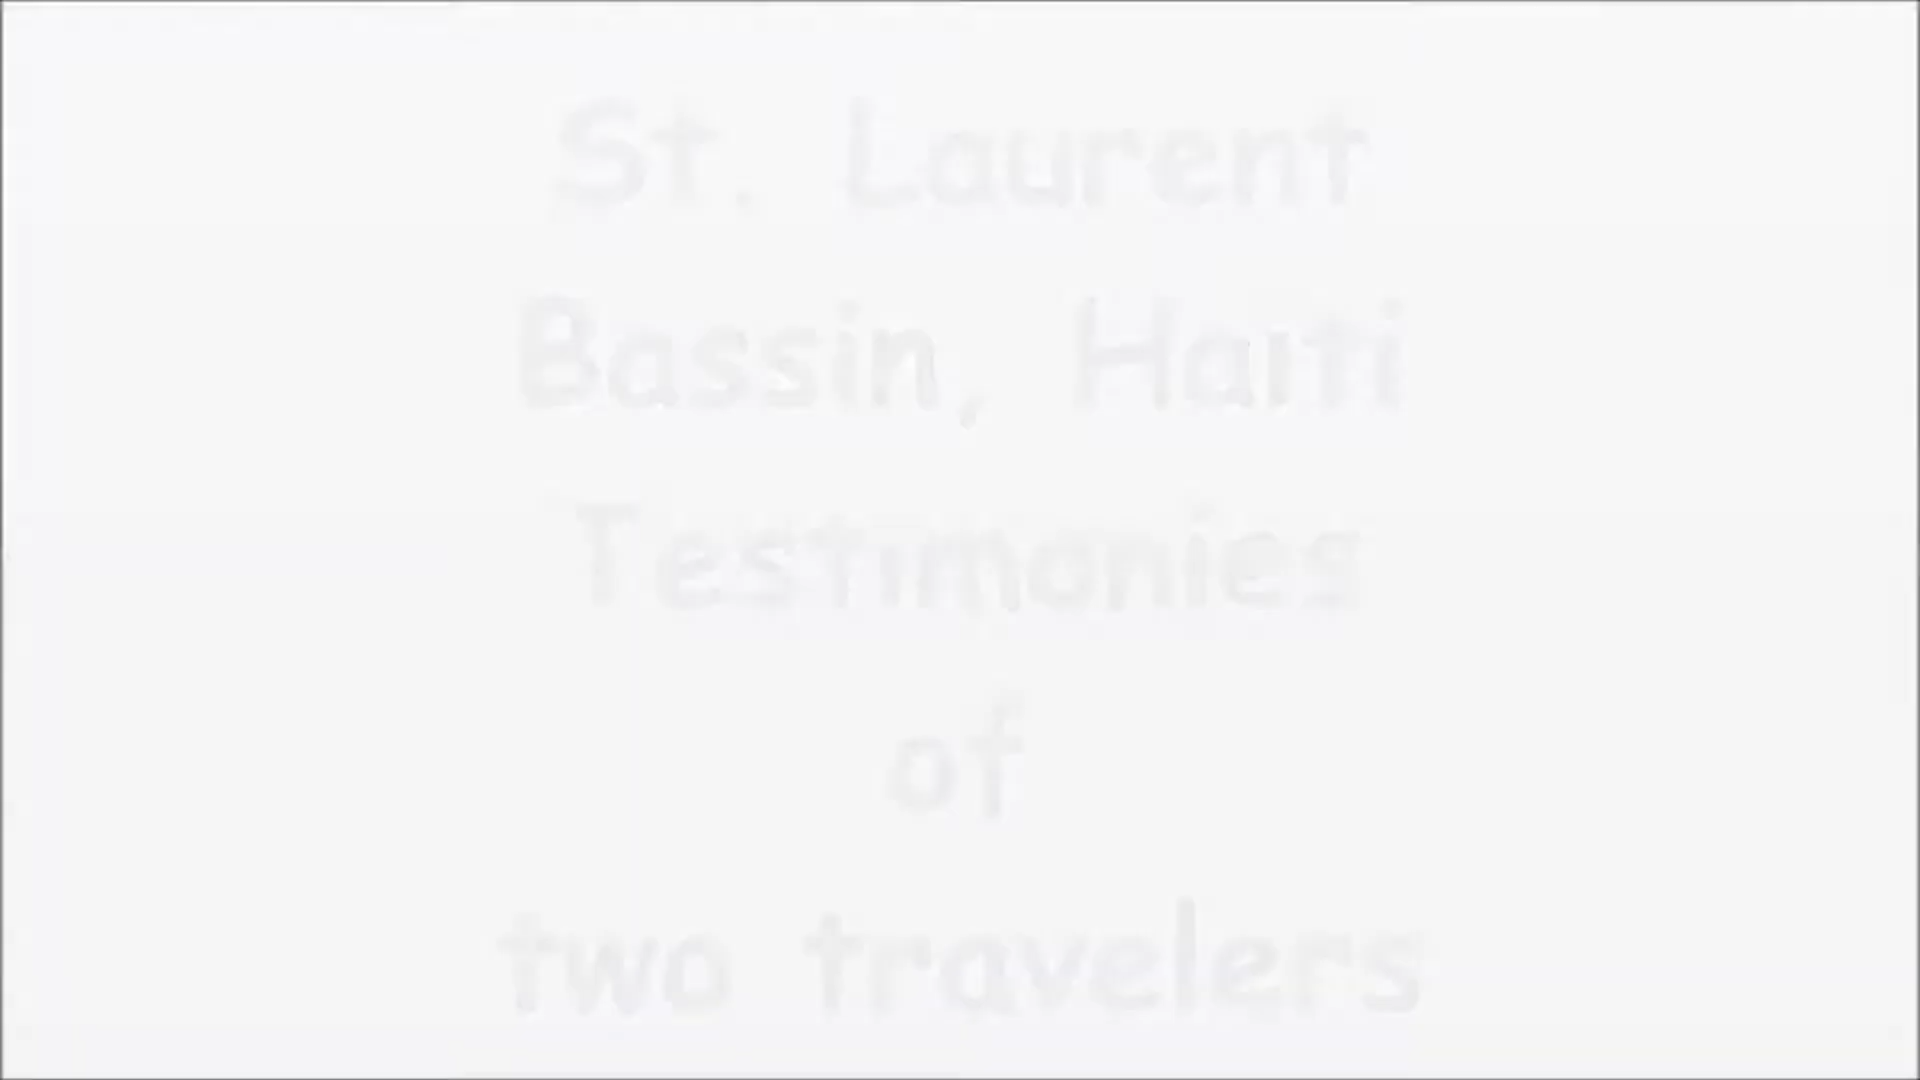 St. Laurent
Bassin, Haiti
Testimonies
of
two travelers